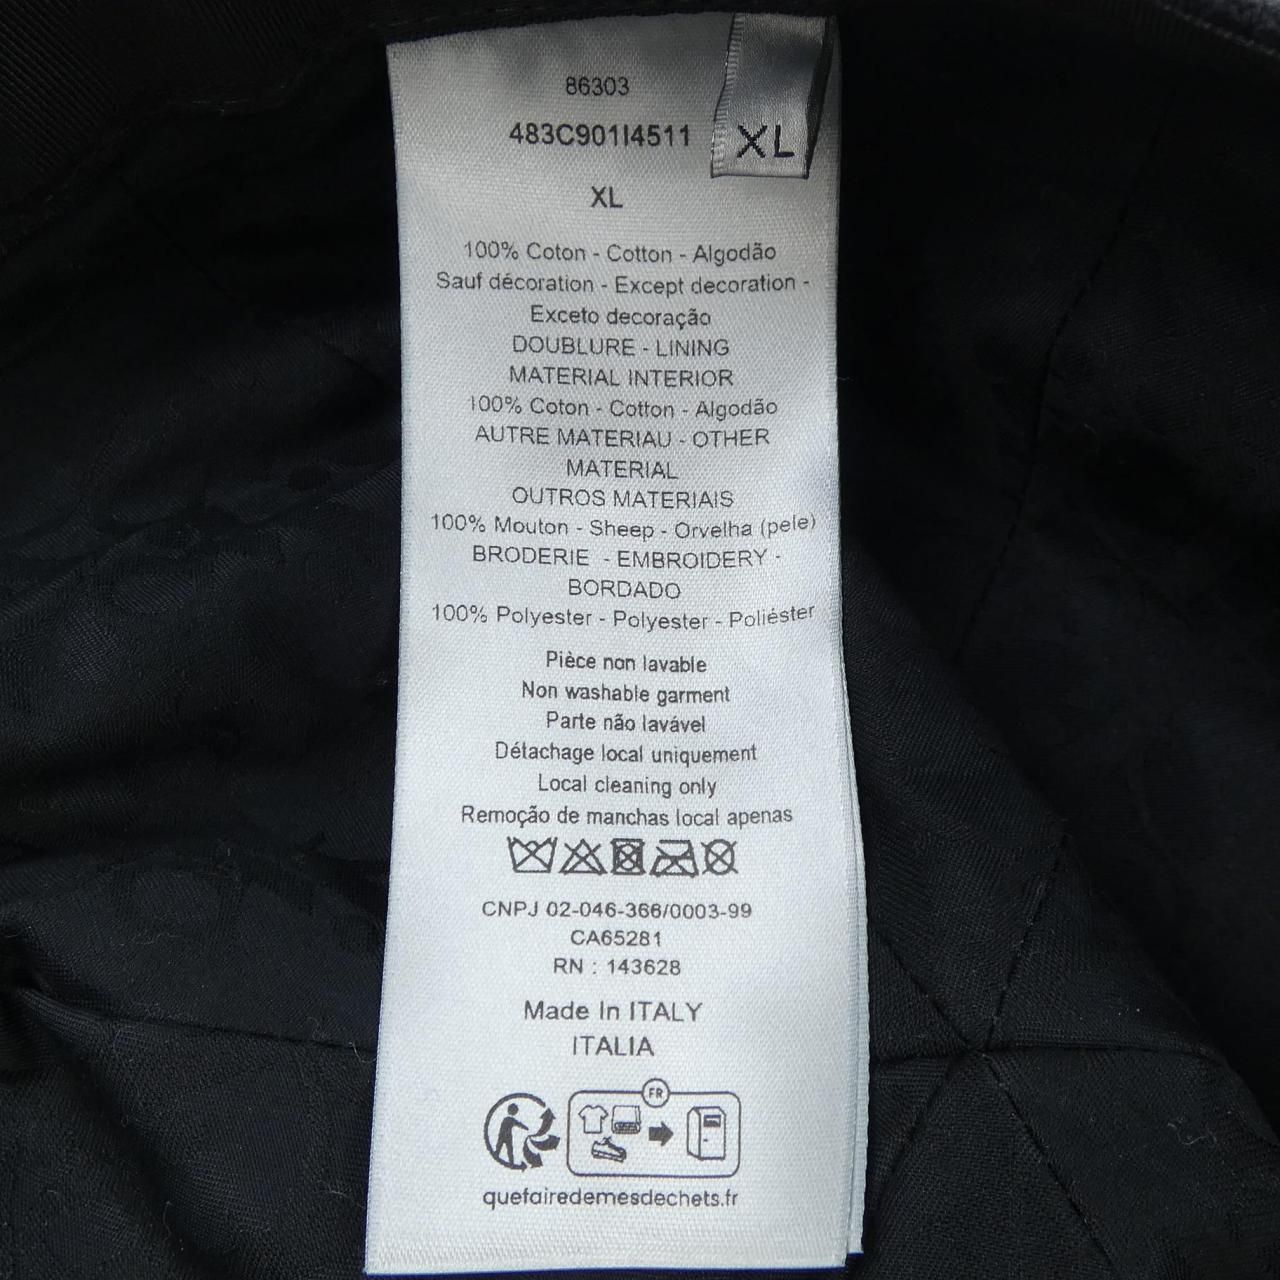 86303
483C901I4511
XL
XL
100% Coton - Cotton - Algodão
Sauf décoration - Except decoration -
Exceto decoração
DOUBLURE - LINING
MATERIAL INTERIOR
100% Coton - Cotton - Algodão
AUTRE MATERIAU - OTHER
MATERIAL
OUTROS MATERIAIS
100% Mouton - Sheep - Orvelha (pele)
BRODERIE - EMBROIDERY -
BORDADO
100% Polyester - Polyester - Poliéster
Pièce non lavable
Non washable garment
Parte não lavável
Détachage local uniquement
Local cleaning only
Remoção de manchas local apenas
CNPJ 02-046-366/0003-99
CA65281
RN : 143628
Made In ITALY
ITALIA
FR
quefairedemesdechets.fr